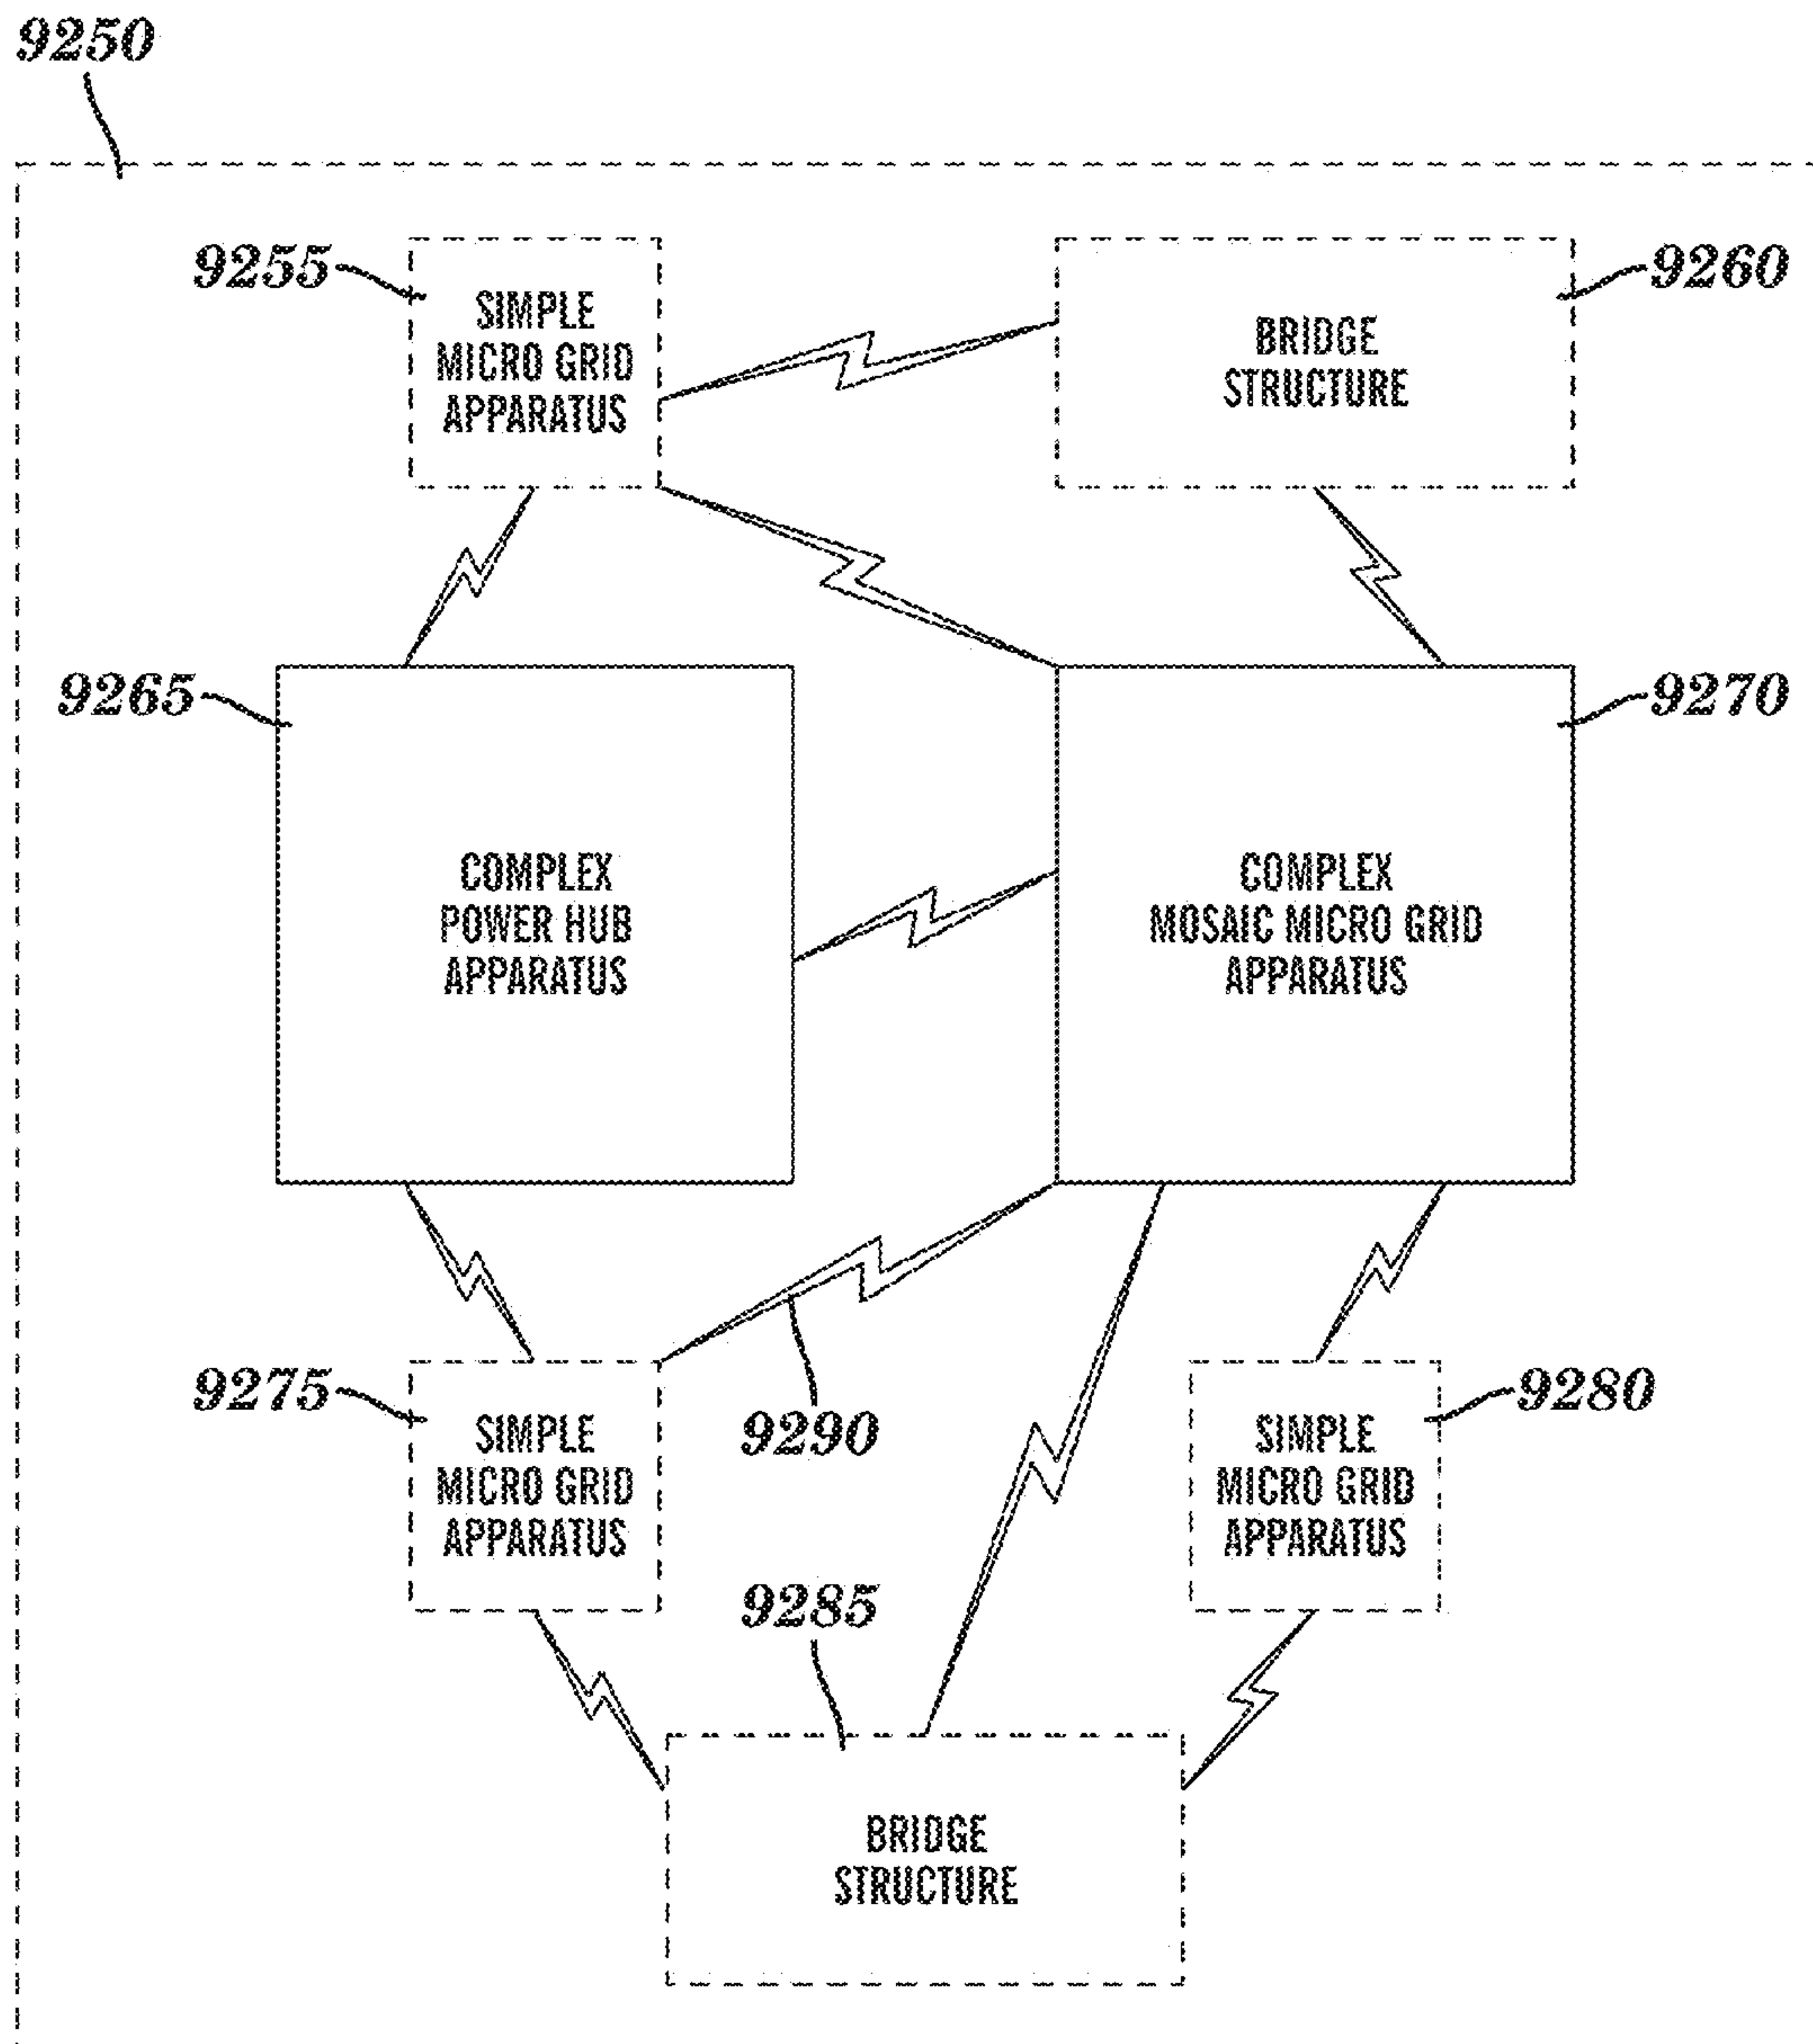 9250
9255
SIMPLE
MICRO GRID
APPARATUS
BRIDGE
STRUCTURE
9260
9265
COMPLEX
POWER HUB
APPARATUS
COMPLEX
MOSAIC MICRO GRID
APPARATUS
9270
9275
SIMPLE
MICRO GRID
APPARATUS
9290
SIMPLE
MICRO GRID
APPARATUS
9280
9285
BRIDGE
STRUCTURE